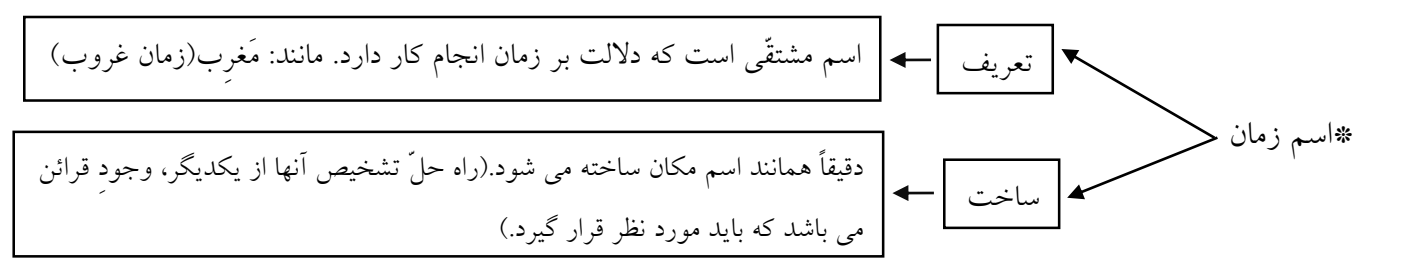 *اسم زمان
تعریف
اسم مشتقّی است که دلالت بر زمان انجام کار دارد. مانند: مَغرِب(زمان غروب)
ساخت
دقیقاً همانند اسم مکان ساخته می شود.(راه حلّ تشخیص آنها از یکدیگر، وجودِ قرائن
می باشد که باید مورد نظر قرار گیرد.)